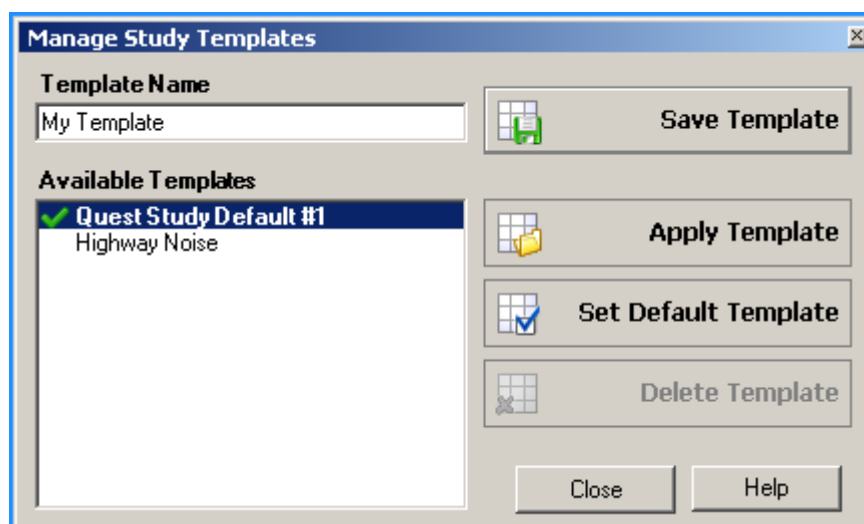 Manage Study Templates
Template Name
My Template
Save Template
Available Templates
Quest Study Default #1
Highway Noise
Apply Template
Set Default Template
Delete Template
Close
Help